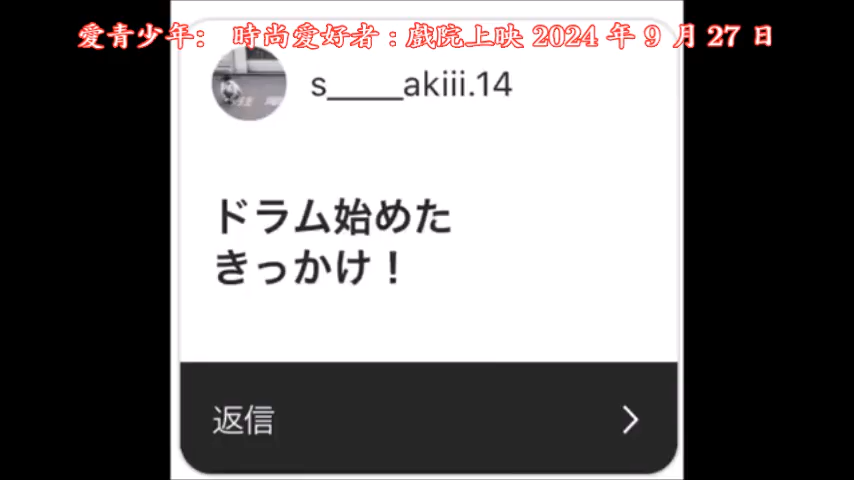 愛青少年: 時尚愛好者:戲院上映 2024 年 9 月 27 日
s_____akiii.14
ドラム始めた
きっかけ！
返信